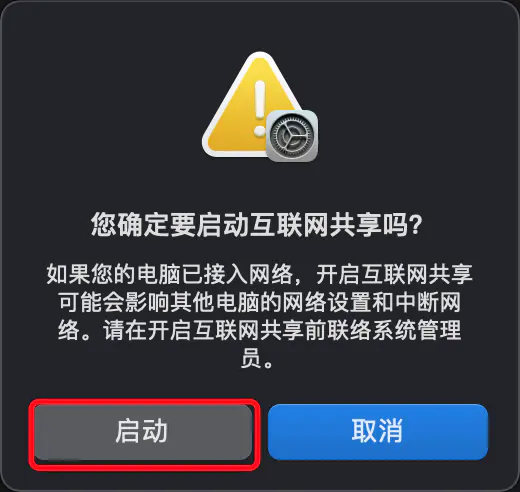 您确定要启动互联网共享吗?
如果您的电脑已接入网络，开启互联网共享
可能会影响其他电脑的网络设置和中断网
络。请在开启互联网共享前联络系统管理
员。
启动
取消